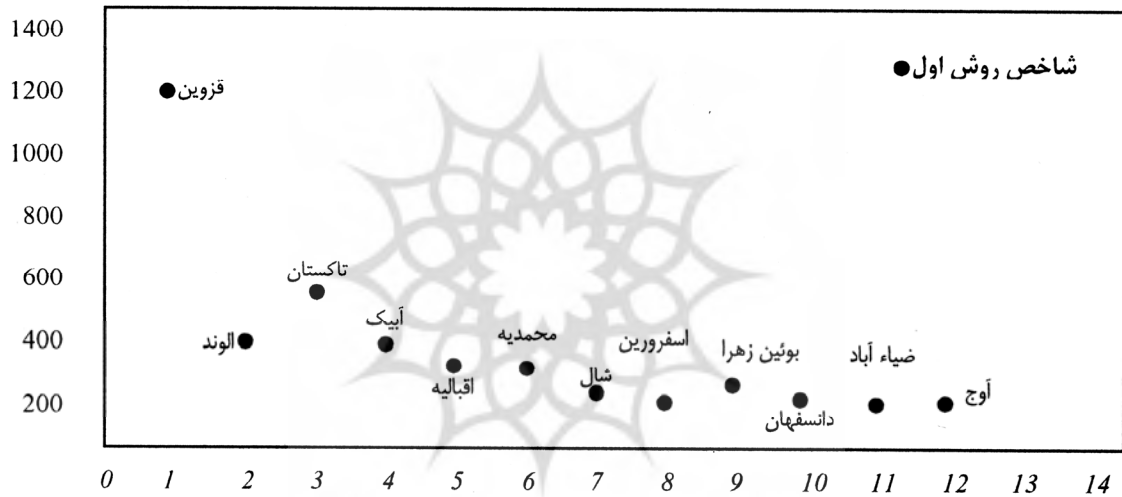 1400
شاخص روش اول
قزوین
1200
1000
800
تاکستان
600
آبیک
الوند
400
محمدیه
اسفرورین
بوئین زهرا
ضیاء آباد
اقبالیه
شال
دانسفهان
آوج
200
0 1 2 3 4 5 6 7 8 9 10 11 12 13 14